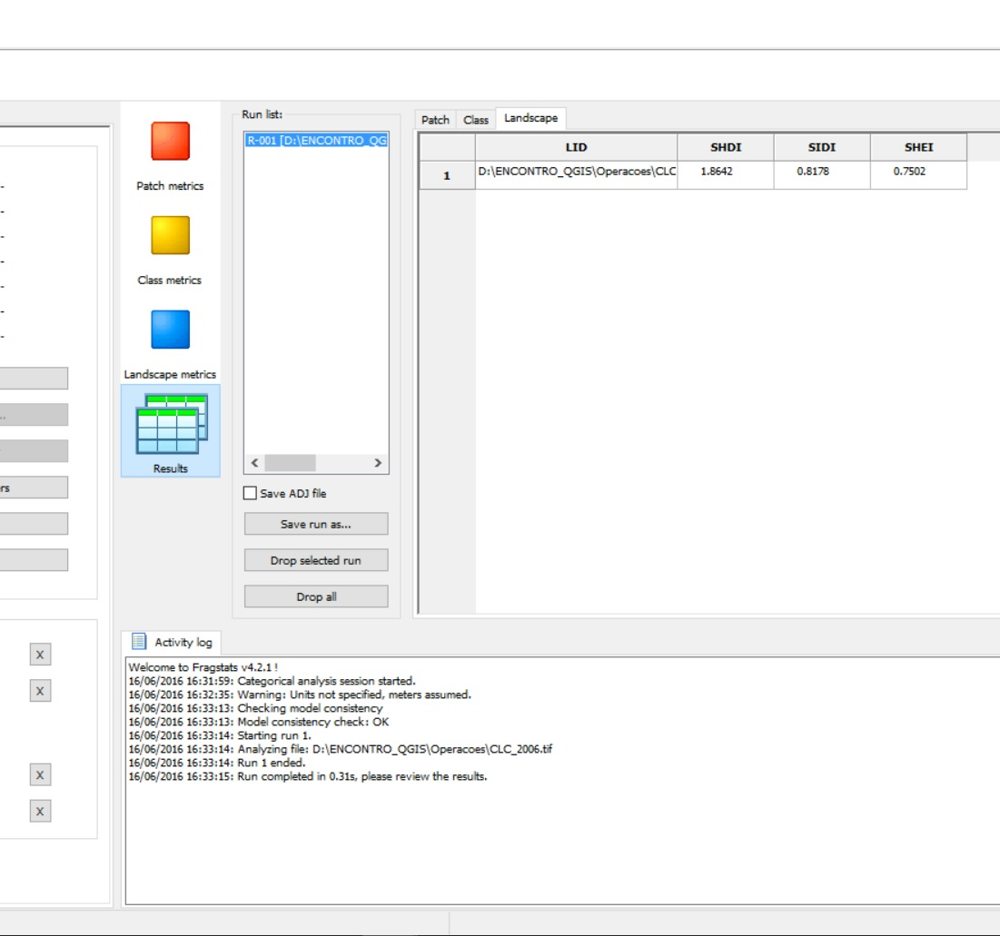 Patch metrics
Class metrics
Landscape metrics
Results
Run list:
R-001 [D:\ENCONTRO_QG
Save ADJ file
Save run as...
Drop selected run
Drop all
Patch Class Landscape
LID SHDI SIDI SHEI
1 D:\ENCONTRO_QGIS\Operacoes\CLC 1.8642 0.8178 0.7502
rs
X
X
X
X
Activity log
Welcome to Fragstats v4.2.1 !
16/06/2016 16:31:59: Categorical analysis session started.
16/06/2016 16:32:35: Warning: Units not specified, meters assumed.
16/06/2016 16:33:13: Checking model consistency
16/06/2016 16:33:13: Model consistency check: OK
16/06/2016 16:33:14: Starting run 1.
16/06/2016 16:33:14: Analyzing file: D:\ENCONTRO_QGIS\Operacoes\CLC_2006.tif
16/06/2016 16:33:14: Run 1 ended.
16/06/2016 16:33:15: Run completed in 0.31s, please review the results.